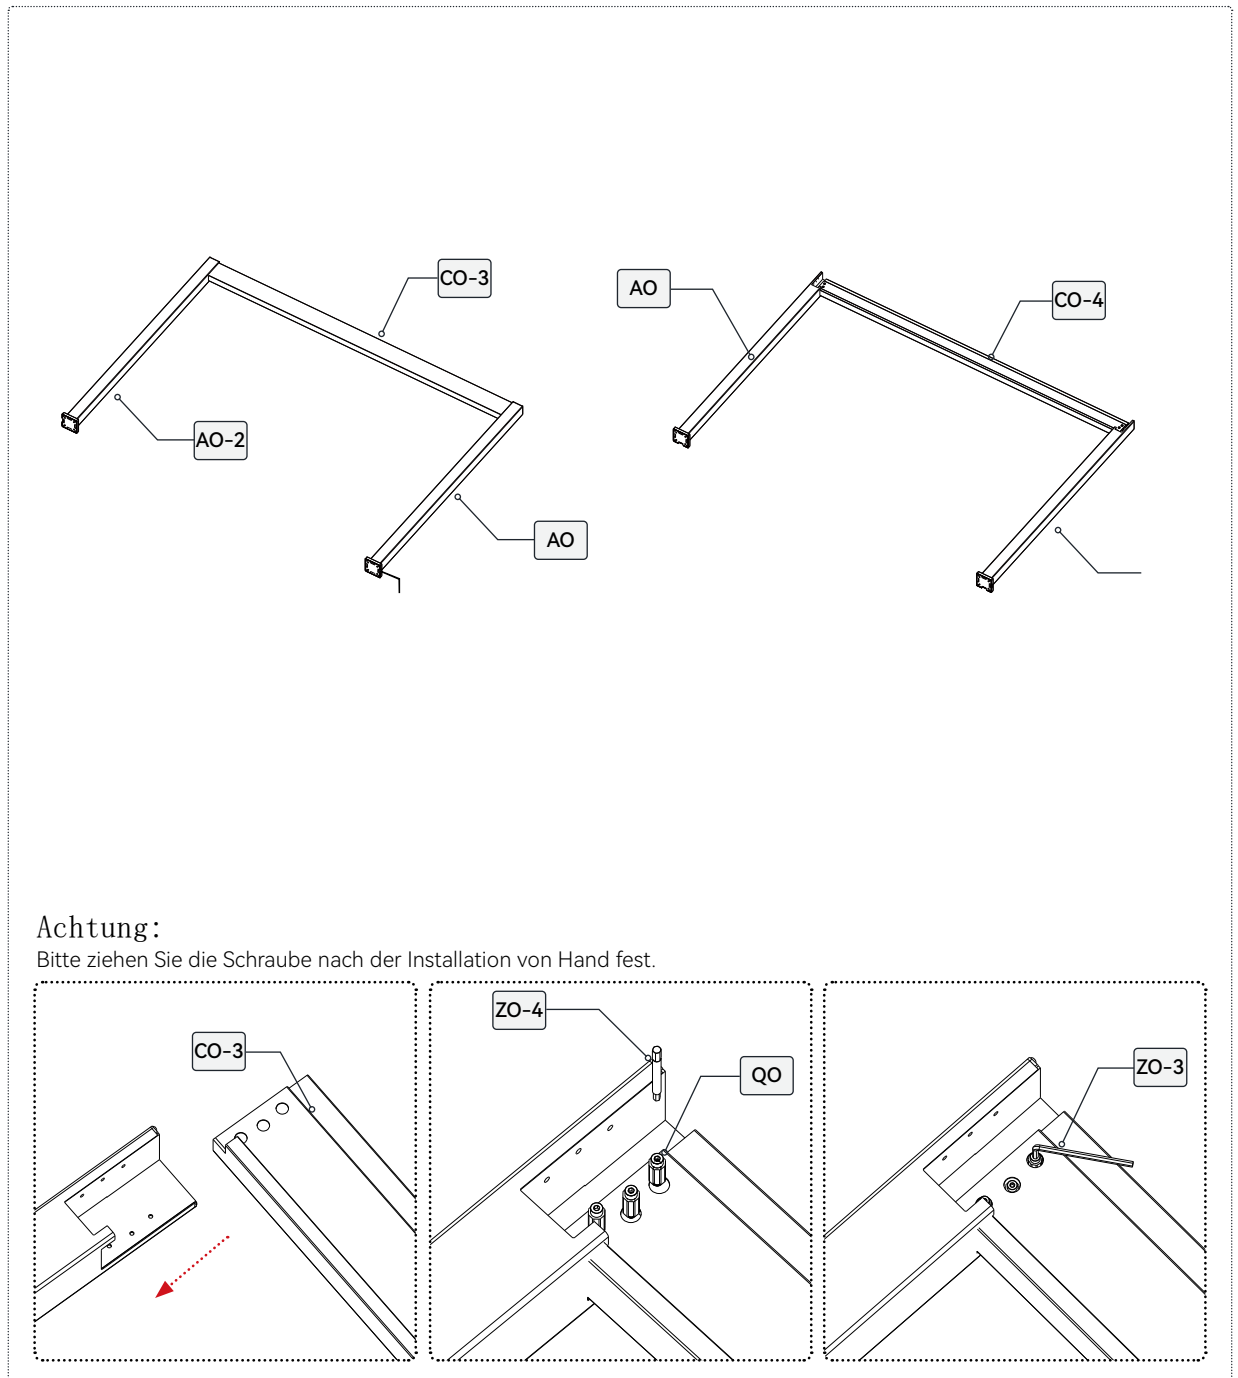 CO-3
AO
CO-4
AO-2
AO
Achtung:
Bitte ziehen Sie die Schraube nach der Installation von Hand fest.
CO-3
ZO-4
QO
ZO-3